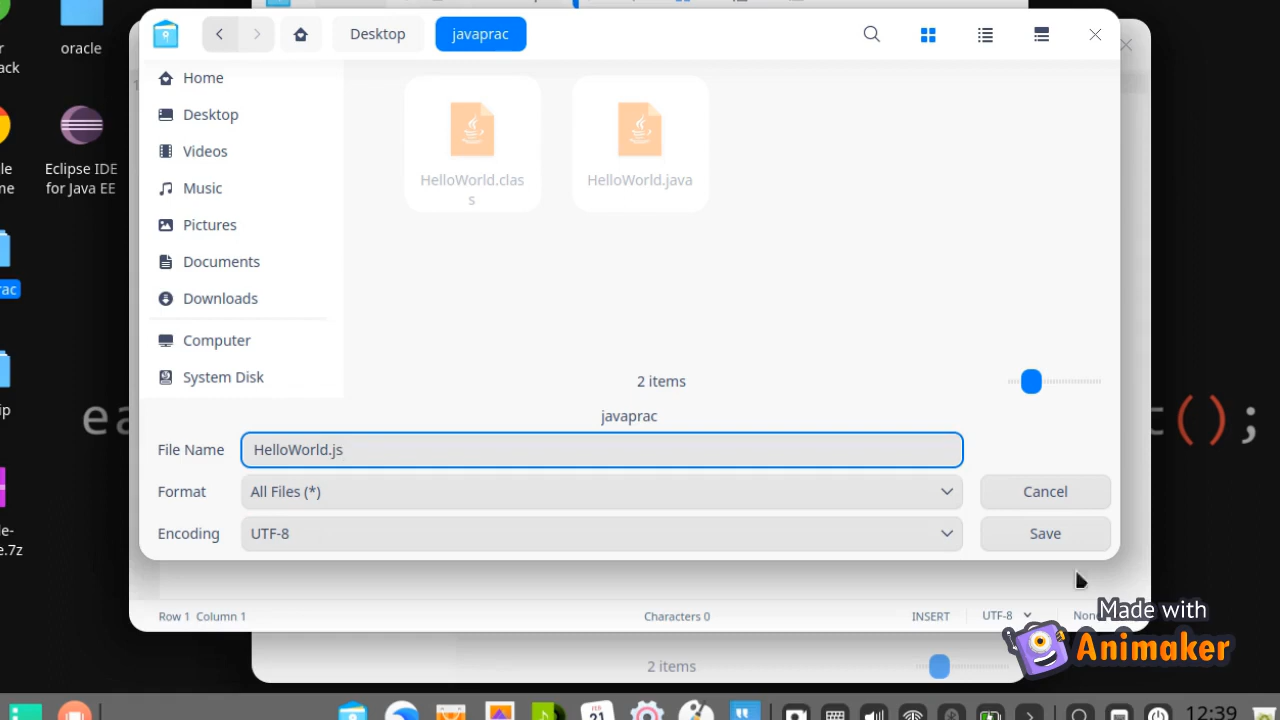 oracle
Desktop
javaprac
Home
Desktop
Videos
Music
Pictures
Documents
Downloads
Computer
System Disk
HelloWorld.clas
s
HelloWorld.java
Eclipse IDE
for Java EE
2 items
javaprac
();
File Name
HelloWorld.js
Format
All Files (*)
Cancel
Encoding
UTF-8
Save
Row 1 Column 1
Characters 0
INSERT
UTF-8
Made with
Animaker
2 items
FEB
21
12:39